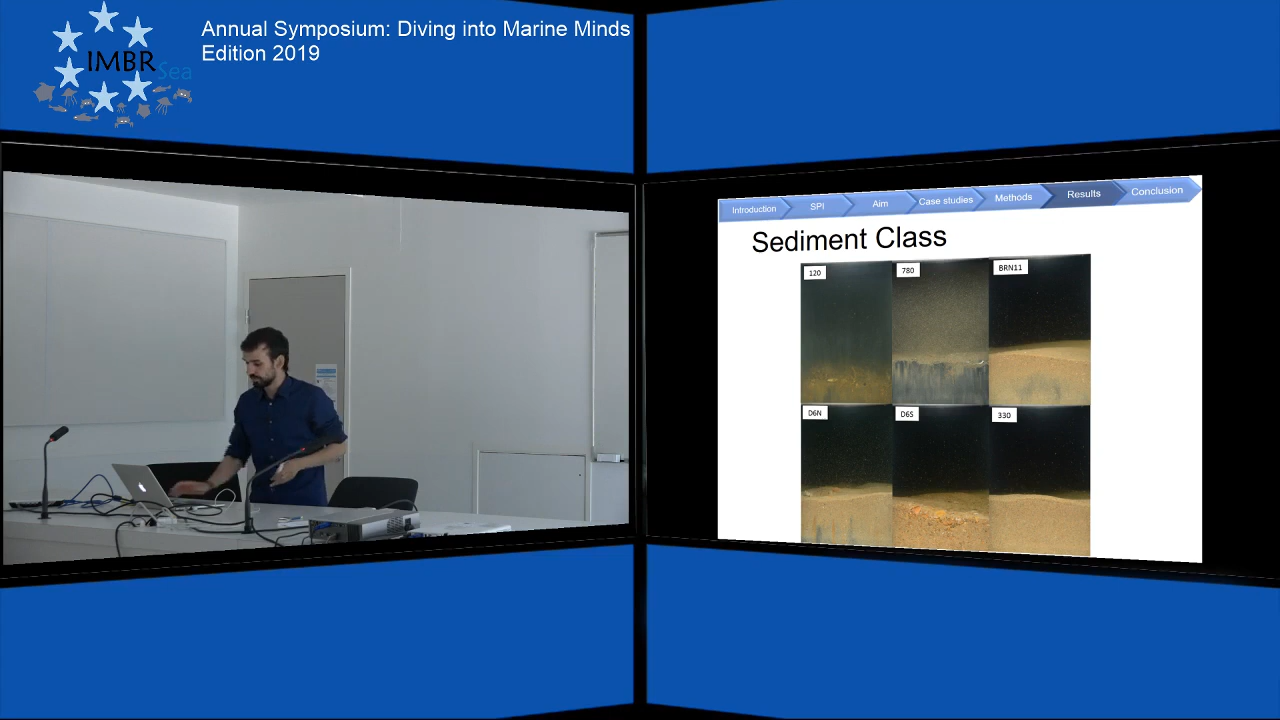 IMBRSea
Annual Symposium: Diving into Marine Minds
Edition 2019
Introduction
SPI
Aim
Case studies
Methods
Results
Conclusion
Sediment Class
120
780
BRN11
D6N
D6S
330